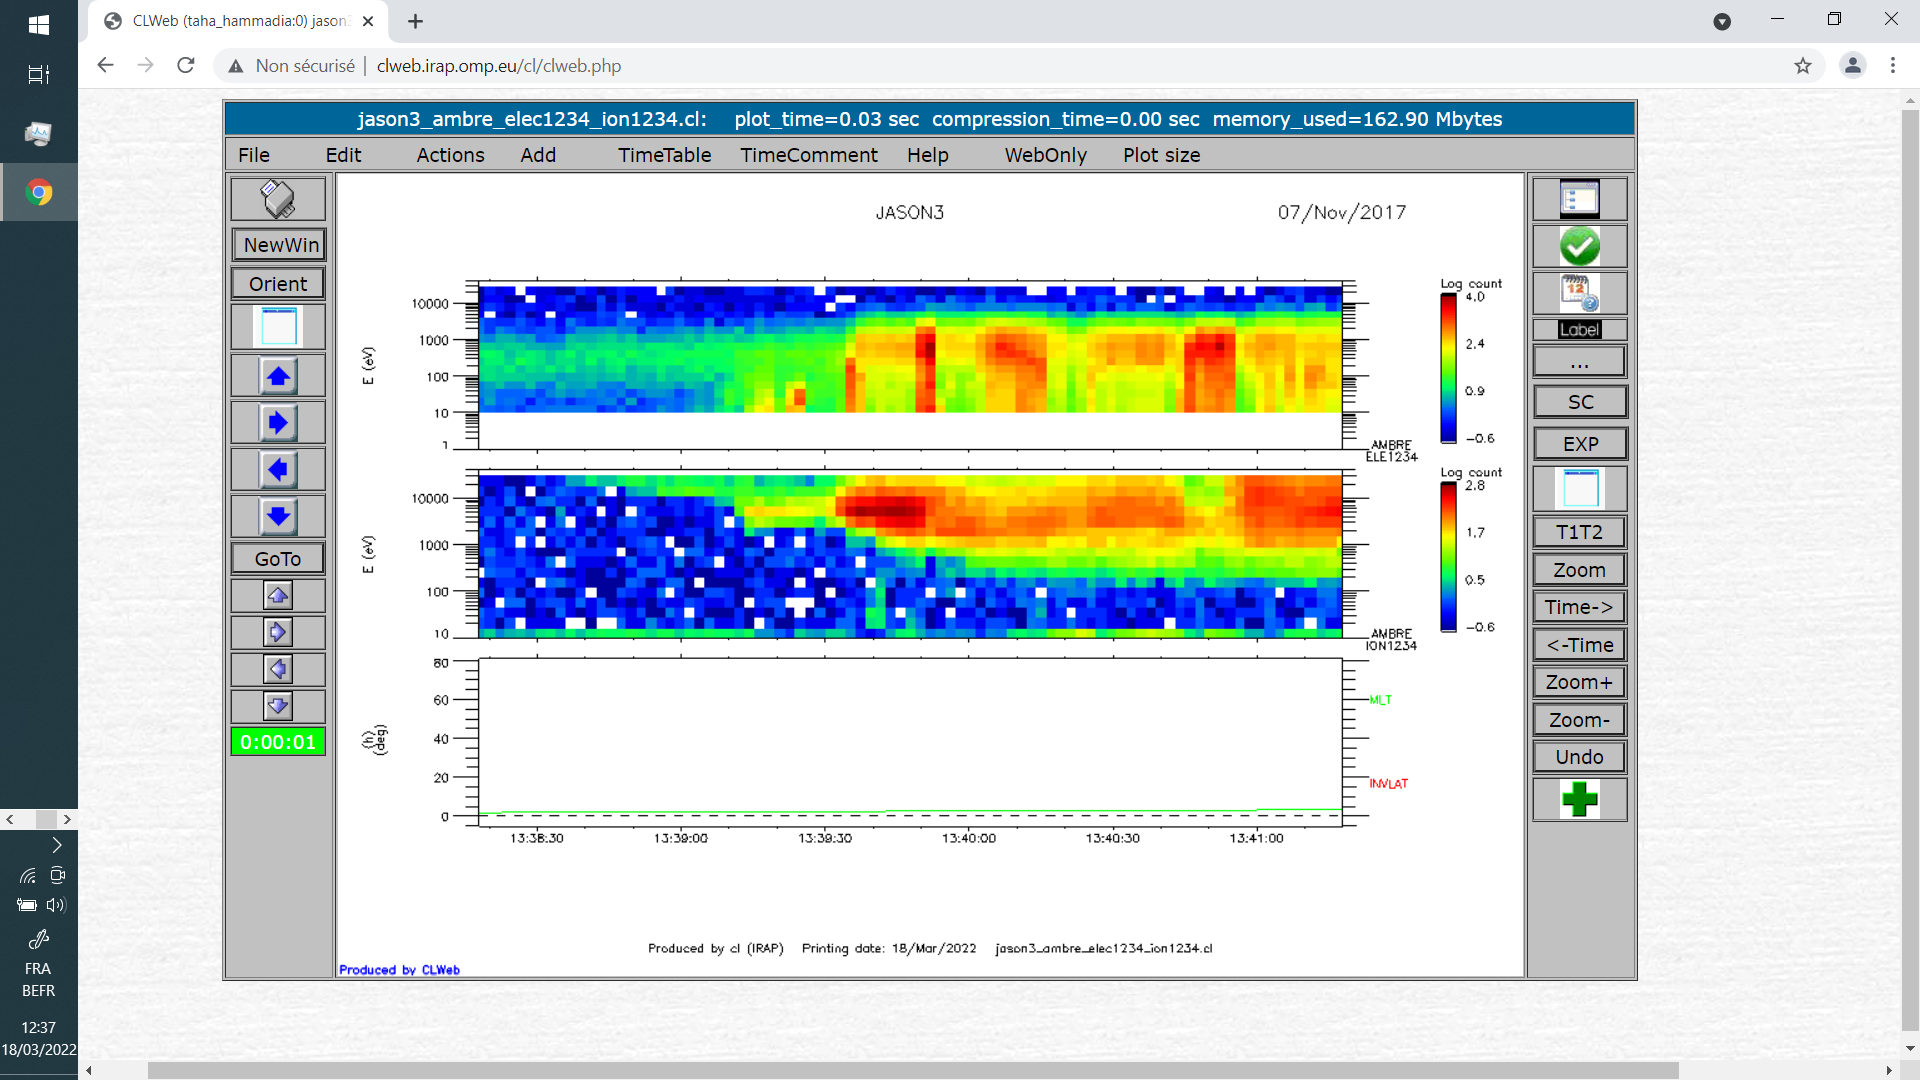 CLWeb (taha_hammadia:0) jason3
Non sécurisé | clweb.irap.omp.eu/cl/clweb.php
jason3_ambre_elec1234_ion1234.cl: plot_time=0.03 sec compression_time=0.00 sec memory_used=162.90 Mbytes
File Edit Actions Add TimeTable TimeComment Help WebOnly Plot size
NewWin
Orient
GoTo
0:00:01
JASON3 07/Nov/2017
10000
1000
100
10
1
E (eV)
Log count
4.0
2.4
0.9
-0.6
AMBRE
ELE1234
10000
1000
100
10
E (eV)
Log count
2.8
1.7
0.5
-0.6
AMBRE
ION1234
80
60
40
20
0
(h)
(deg)
MLT
INVLAT
13:38:30 13:39:00 13:39:30 13:40:00 13:40:30 13:41:00
Produced by cl (IRAP) Printing date: 18/Mar/2022 jason3_ambre_elec1234_ion1234.cl
Produced by CLWeb
12
Label
...
SC
EXP
T1T2
Zoom
Time->
<-Time
Zoom+
Zoom-
Undo
FRA
BEFR
12:37
18/03/2022